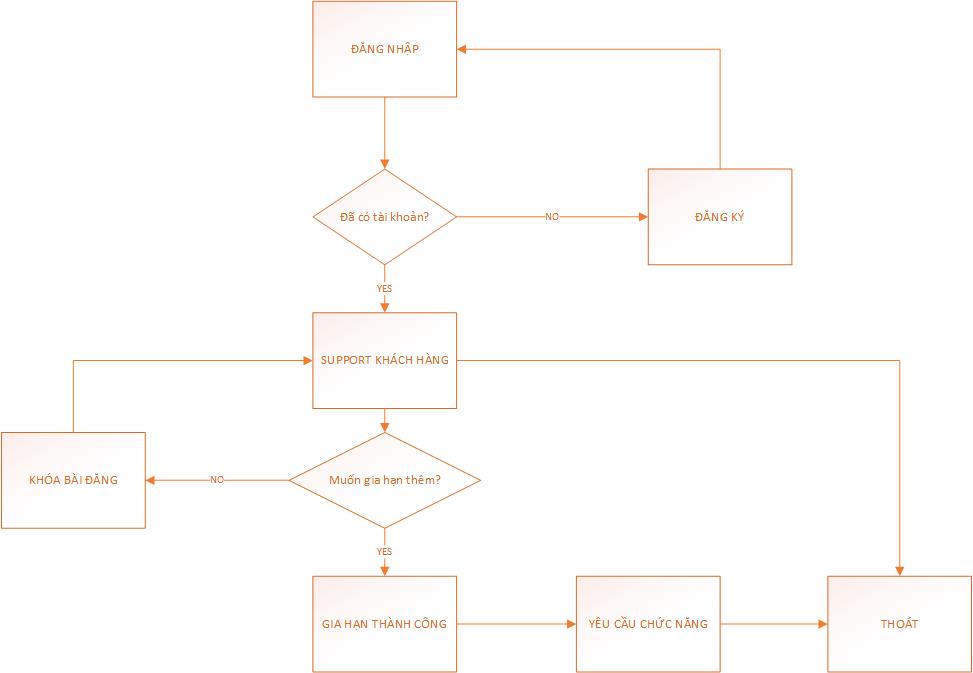 ĐĂNG NHẬP
Đã có tài khoản?
NO
ĐĂNG KÝ
YES
SUPPORT KHÁCH HÀNG
KHÓA BÀI ĐĂNG
NO
Muốn gia hạn thêm?
YES
GIA HẠN THÀNH CÔNG
YÊU CẦU CHỨC NĂNG
THOÁT